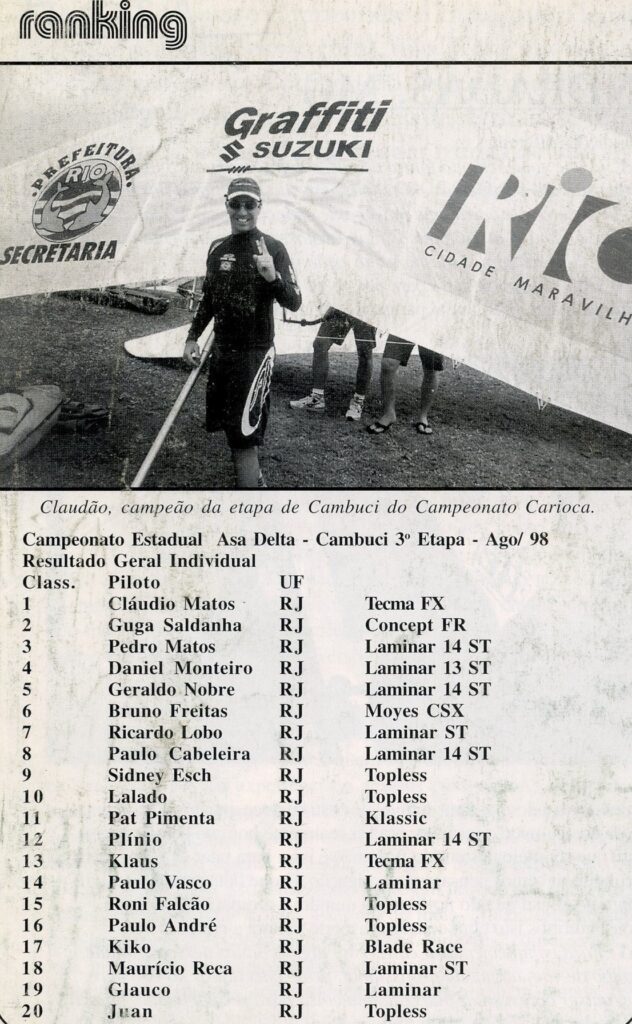 ranking
PREFEITURA
RIO
SECRETARIA
Graffiti
SUZUKI
RIO
CIDADE MARAVILH
Claudão, campeão da etapa de Cambuci do Campeonato Carioca.
Campeonato Estadual Asa Delta - Cambuci 3º Etapa - Ago/ 98
Resultado Geral Individual
Class. Piloto UF
1 Cláudio Matos RJ Tecma FX
2 Guga Saldanha RJ Concept FR
3 Pedro Matos RJ Laminar 14 ST
4 Daniel Monteiro RJ Laminar 13 ST
5 Geraldo Nobre RJ Laminar 14 ST
6 Bruno Freitas RJ Moyes CSX
7 Ricardo Lobo RJ Laminar ST
8 Paulo Cabeleira RJ Laminar 14 ST
9 Sidney Esch RJ Topless
10 Lalado RJ Topless
11 Pat Pimenta RJ Klassic
12 Plínio RJ Laminar 14 ST
13 Klaus RJ Tecma FX
14 Paulo Vasco RJ Laminar
15 Roni Falcão RJ Topless
16 Paulo André RJ Topless
17 Kiko RJ Blade Race
18 Maurício Reca RJ Laminar ST
19 Glauco RJ Laminar
20 Juan RJ Topless